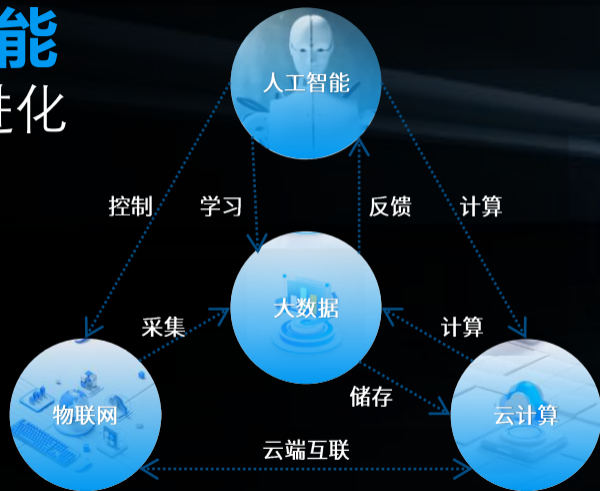 能
进化
人工智能
控制
学习
反馈
计算
大数据
采集
计算
物联网
储存
云计算
云端互联